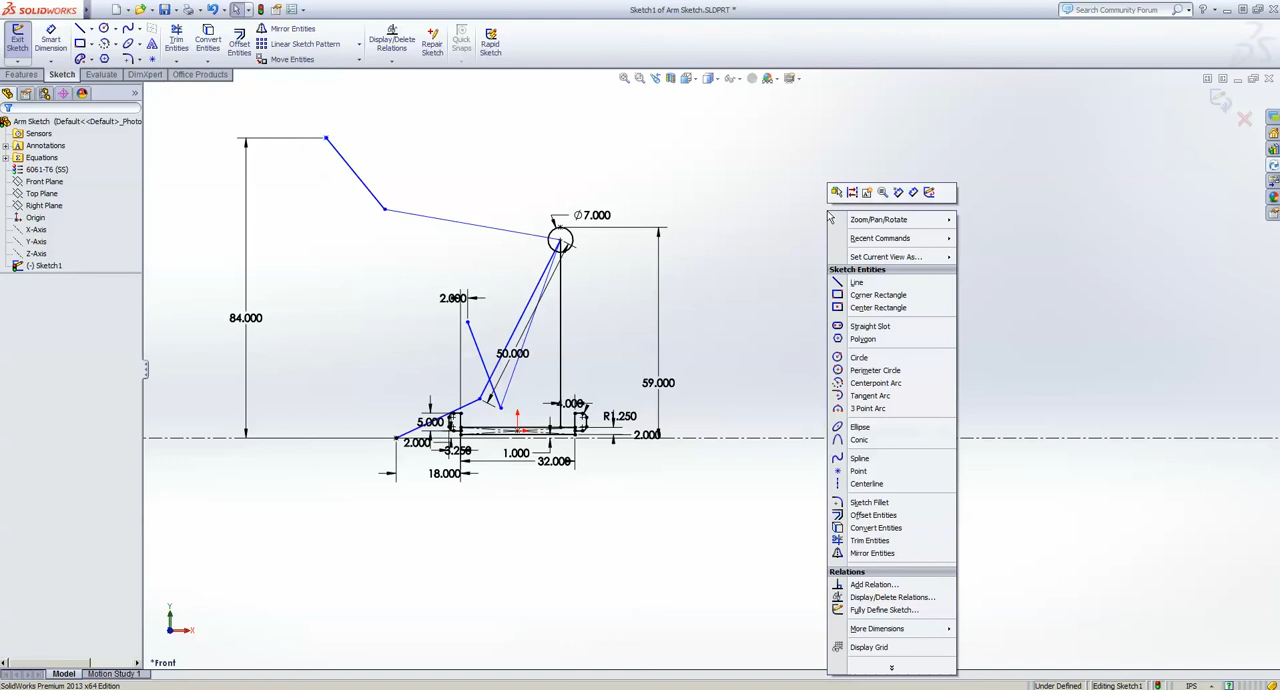 SOLIDWORKS
Sketch1 of Arm Sketch.SLDPRT *
Search Community Forum
Exit Sketch
Smart Dimension
Trim Entities
Convert Entities
Offset Entities
Mirror Entities
Linear Sketch Pattern
Move Entities
Display/Delete Relations
Repair Sketch
Quick Snaps
Rapid Sketch
Features
Sketch
Evaluate
DimXpert
Office Products
Arm Sketch (Default<<Default>_Photo
Sensors
Annotations
Equations
6061-T6 (SS)
Front Plane
Top Plane
Right Plane
Origin
X-Axis
Y-Axis
Z-Axis
(-) Sketch1
84.000
Ø7.000
2.000
50.000
59.000
4.000
5.000
R1.250
2.000
2.000
3.250
1.000
32.000
18.000
Zoom/Pan/Rotate
Recent Commands
Set Current View As...
Sketch Entities
Line
Corner Rectangle
Center Rectangle
Straight Slot
Polygon
Circle
Perimeter Circle
Centerpoint Arc
Tangent Arc
3 Point Arc
Ellipse
Conic
Spline
Point
Centerline
Sketch Fillet
Offset Entities
Convert Entities
Trim Entities
Mirror Entities
Relations
Add Relation...
Display/Delete Relations...
Fully Define Sketch...
More Dimensions
Display Grid
Y
X
*Front
Model
Motion Study 1
SolidWorks Premium 2013 x64 Edition
Under Defined
Editing Sketch1
IPS